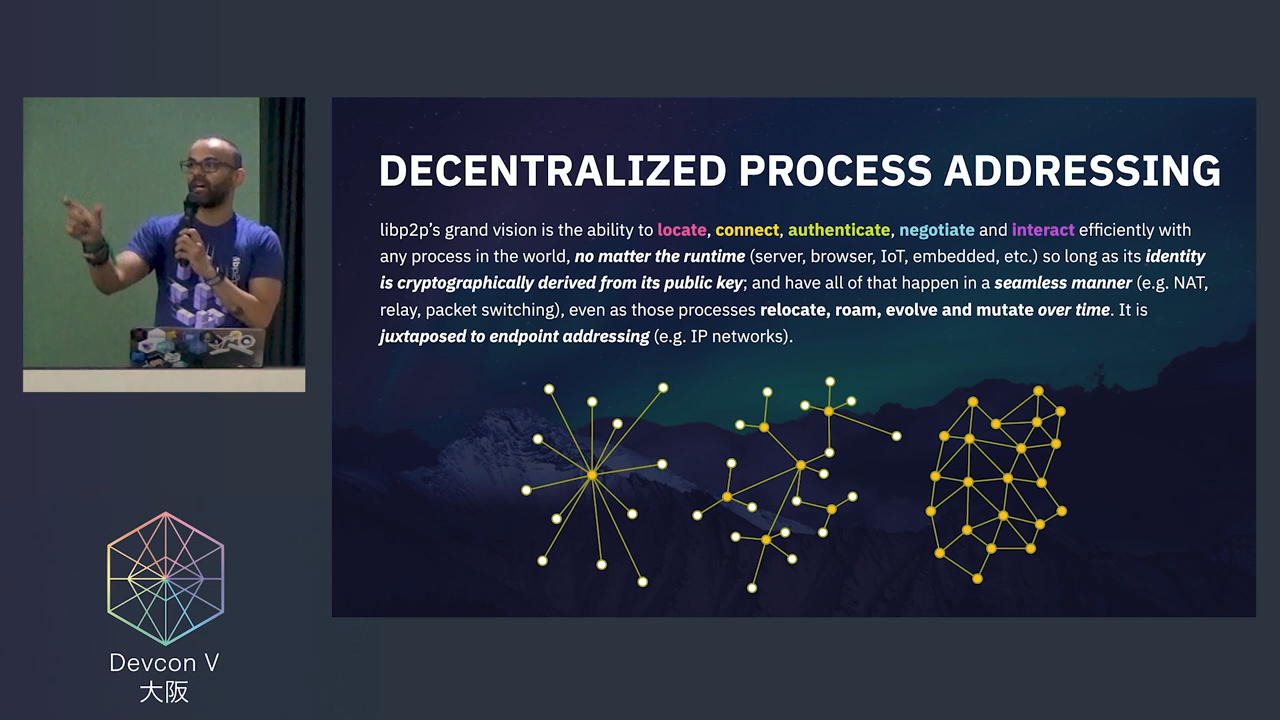 DECENTRALIZED PROCESS ADDRESSING
libp2p’s grand vision is the ability to locate, connect, authenticate, negotiate and interact efficiently with
any process in the world, no matter the runtime (server, browser, IoT, embedded, etc.) so long as its identity
is cryptographically derived from its public key; and have all of that happen in a seamless manner (e.g. NAT,
relay, packet switching), even as those processes relocate, roam, evolve and mutate over time. It is
juxtaposed to endpoint addressing (e.g. IP networks).
Devcon V
大阪